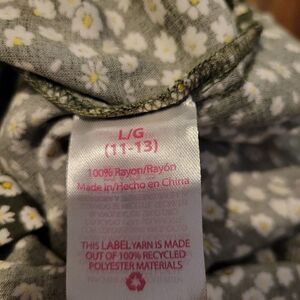 L/G
(11-13)
100% Rayon/Rayón
Made in/Hecho en China
THIS LABEL YARN IS MADE
OUT OF 100% RECYCLED
POLYESTER MATERIALS